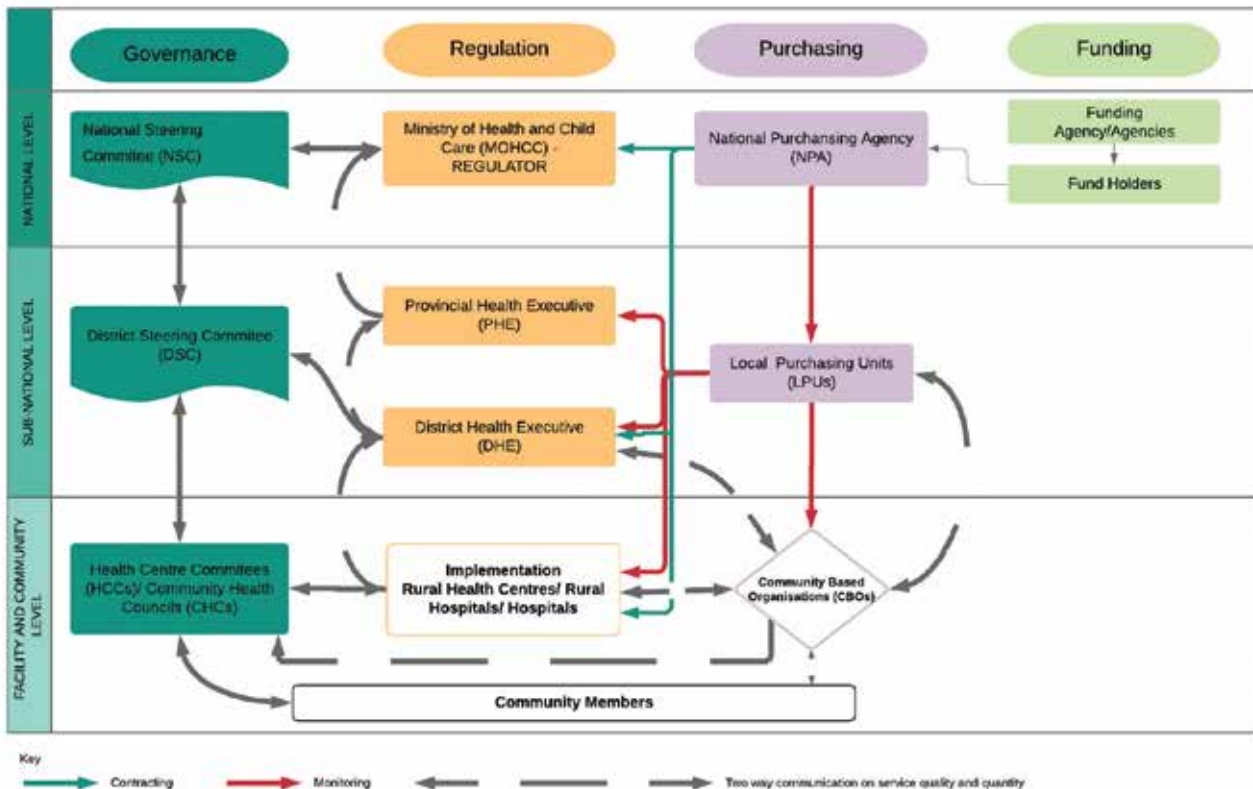 Governance
Regulation
Purchasing
Funding
NATIONAL LEVEL
National Steering
Commitee (NSC)
Ministry of Health and Child
Care (MOHCC) -
REGULATOR
National Purchansing Agency
(NPA)
Funding
Agency/Agencies
Fund Holders
SUB-NATIONAL LEVEL
District Steering Commitee
(DSC)
Provincial Health Executive
(PHE)
District Health Executive
(DHE)
Local Purchasing Units
(LPUs)
FACILITY AND COMMUNITY
LEVEL
Health Centre Committees
(HCCs)/ Community Health
Councils (CHCs)
Implementation
Rural Health Centres/ Rural
Hospitals/ Hospitals
Community Based
Organisations (CBOs)
Community Members
Key
Contracting
Monitoring
Two way communication on service quality and quantity